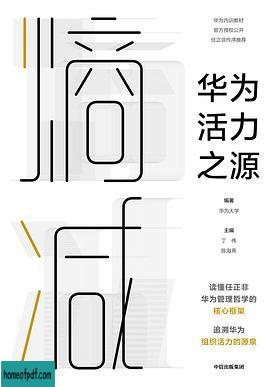 熵减
华为内训教材
官方授权公开
任正非作序推荐
华为
活力
之源
编著
华为大学
主编
丁 伟
陈海燕
读懂任正非
华为管理哲学的
核心框架
追溯华为
组织活力的源泉
中信出版集团
homeofpdf.com